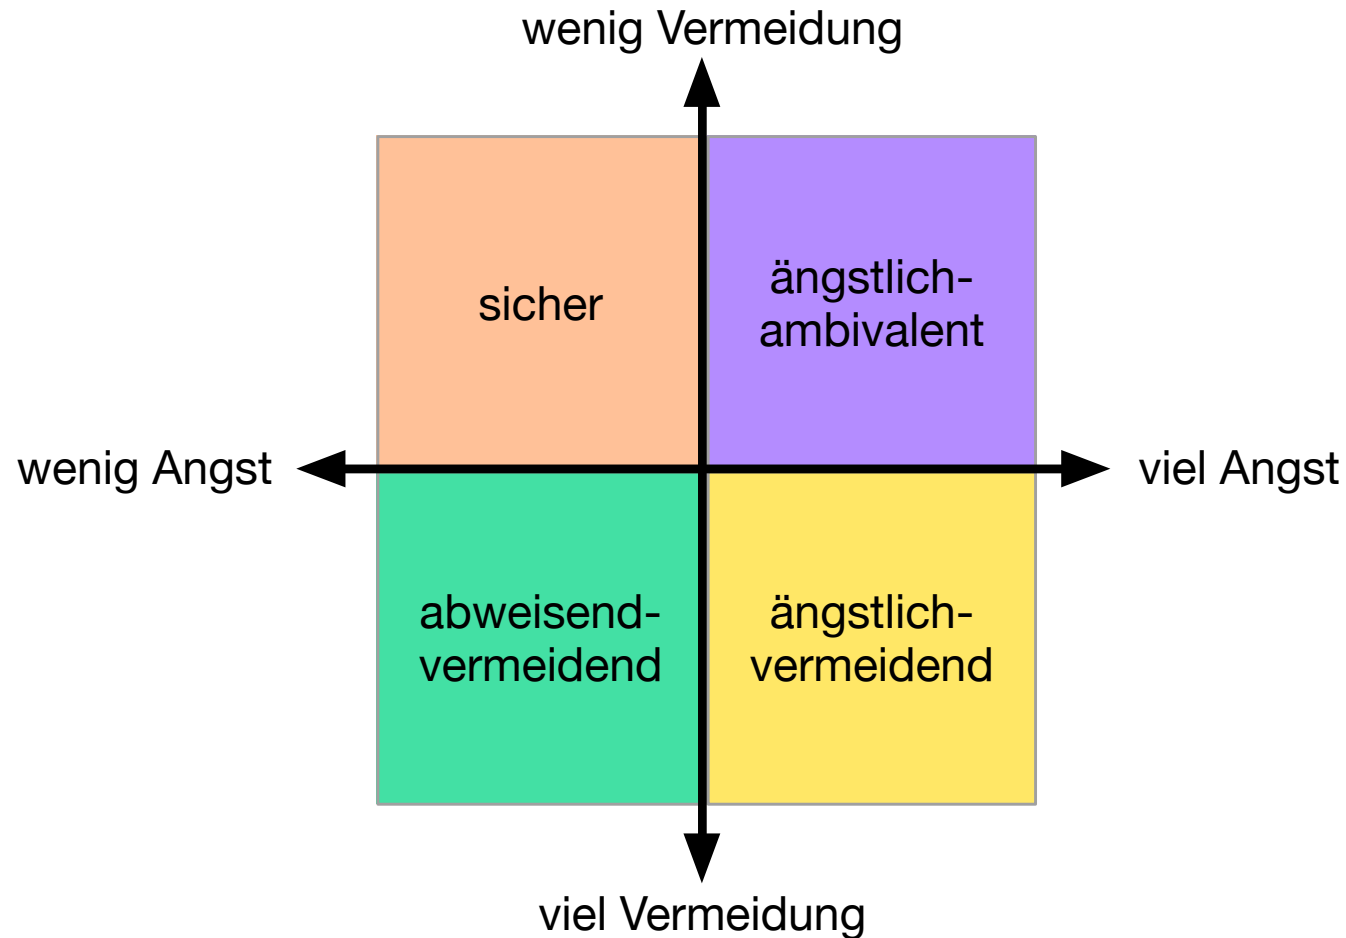 wenig Vermeidung
sicher
ängstlich-
ambivalent
wenig Angst
viel Angst
abweisend-
vermeidend
ängstlich-
vermeidend
viel Vermeidung